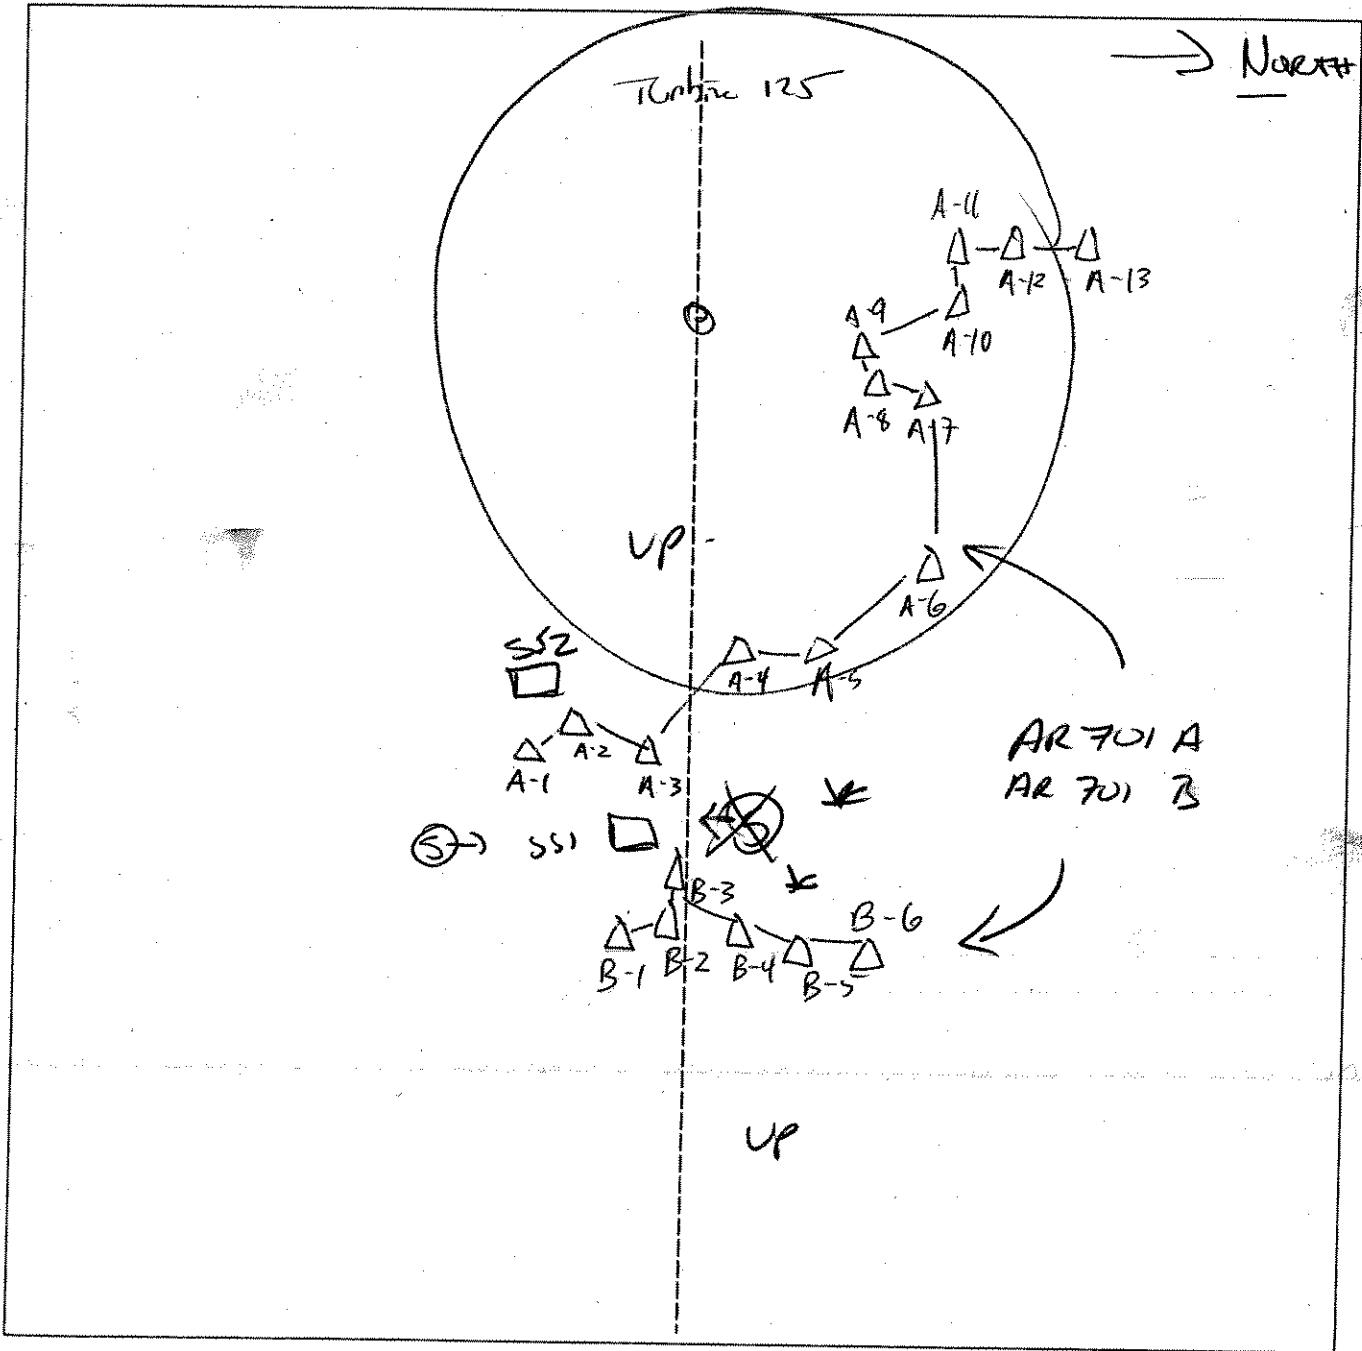 → North
Turbine 125
A-11
A-12
A-13
A-9
A-10
A-8
A-7
UP
A-6
SS2
A-4
A-5
A-2
A-1
A-3
AR 701 A
AR 701 B
S → SS1
B-3
B-6
B-1
B-2
B-4
B-5
UP